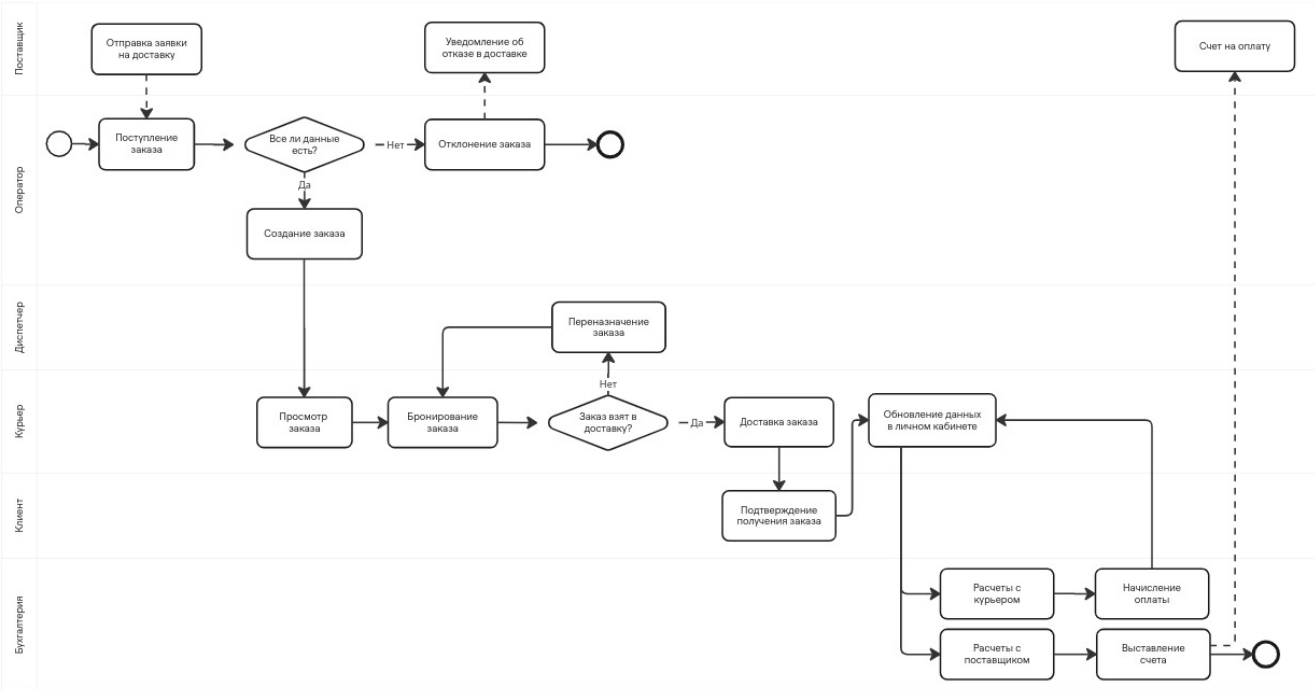 Поставщик
Отправка заявки
на доставку
Уведомление об
отказе в доставке
Счет на оплату
Оператор
Поступление
заказа
Все ли данные
есть?
Нет
Отклонение заказа
Да
Создание заказа
Диспетчер
Переназначение
заказа
Нет
Курьер
Просмотр
заказа
Бронирование
заказа
Заказ взят в
доставку?
Да
Доставка заказа
Обновление данных
в личном кабинете
Клиент
Подтверждение
получения заказа
Бухгалтерия
Расчеты с
курьером
Начисление
оплаты
Расчеты с
поставщиком
Выставление
счета